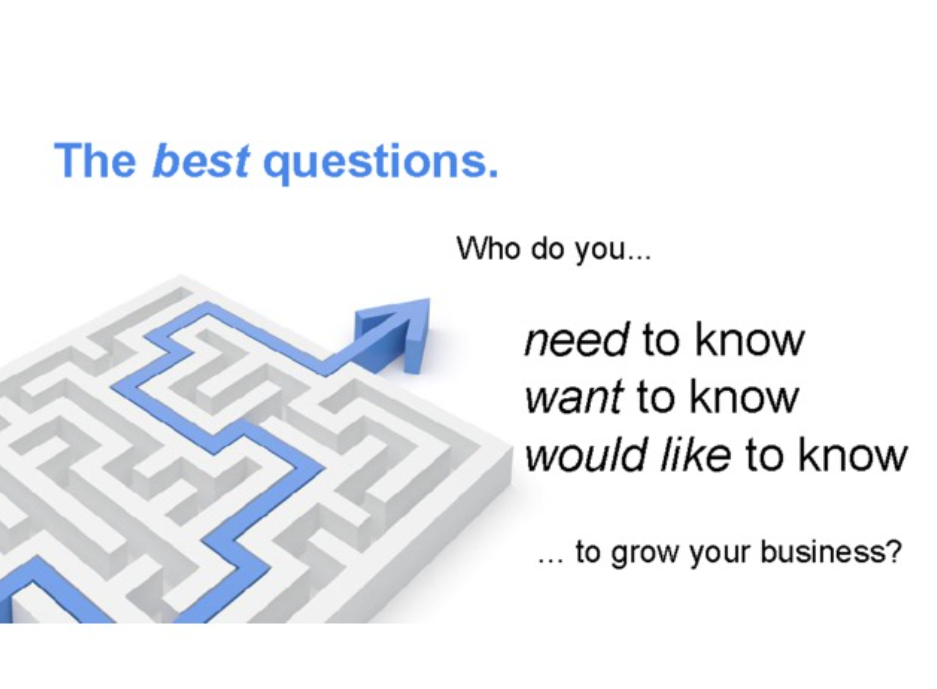 The best questions.
Who do you...
need to know
want to know
would like to know
... to grow your business?